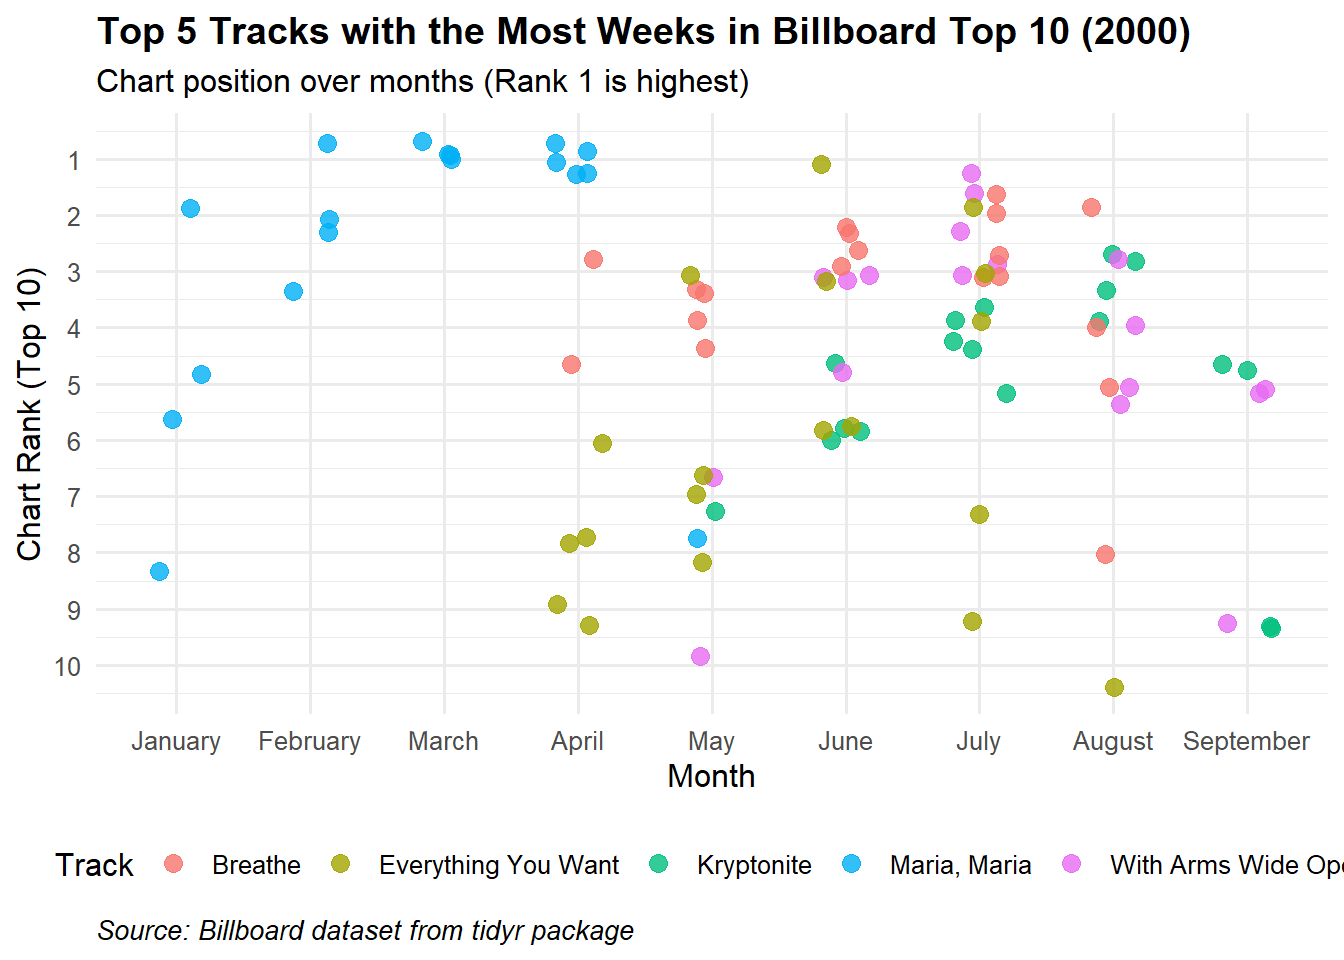 Top 5 Tracks with the Most Weeks in Billboard Top 10 (2000)
Chart position over months (Rank 1 is highest)
Chart Rank (Top 10)
1
2
3
4
5
6
7
8
9
10
January February March April May June July August September
Month
Track Breathe Everything You Want Kryptonite Maria, Maria With Arms Wide Ope
Source: Billboard dataset from tidyr package